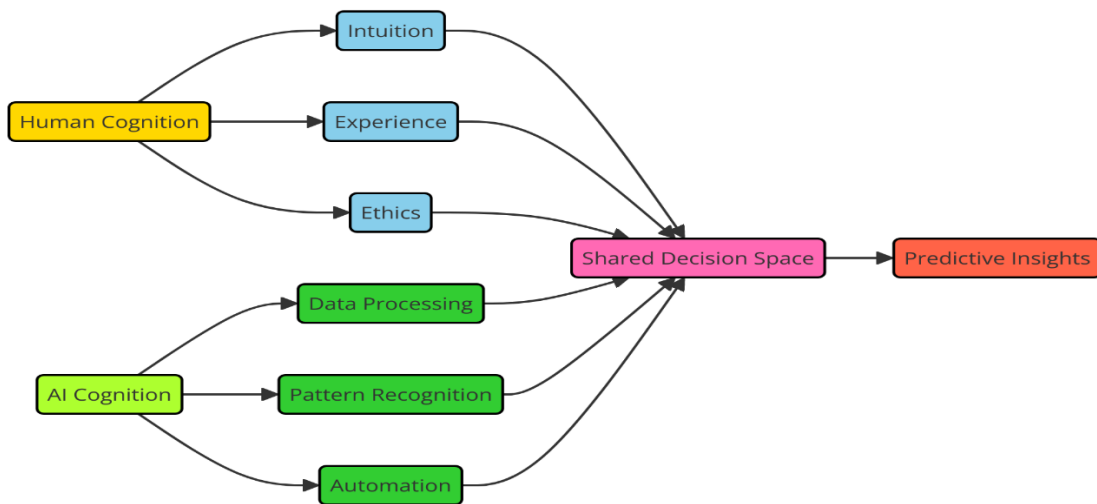 Intuition
Human Cognition
Experience
Ethics
Shared Decision Space
Predictive Insights
Data Processing
AI Cognition
Pattern Recognition
Automation